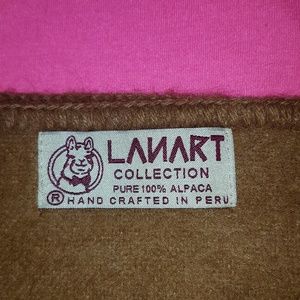 LANART
COLLECTION
PURE 100% ALPACA
® HAND CRAFTED IN PERU